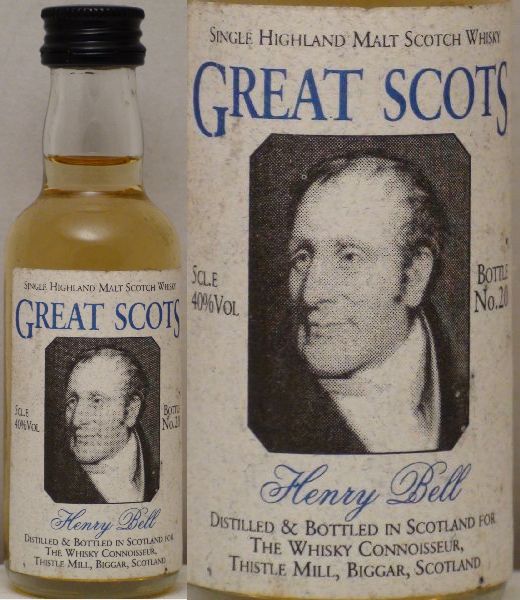 Single Highland Malt Scotch Whisky
GREAT SCOTS
5cl.e
40%Vol
Bottle
No.20
Henry Bell
Distilled & Bottled in Scotland for
The Whisky Connoisseur,
Thistle Mill, Biggar, Scotland
Single Highland Malt Scotch Whisky
GREAT SCOTS
5cl.e
40%Vol
Bottle
No.20
Henry Bell
Distilled & Bottled in Scotland for
The Whisky Connoisseur,
Thistle Mill, Biggar, Scotland